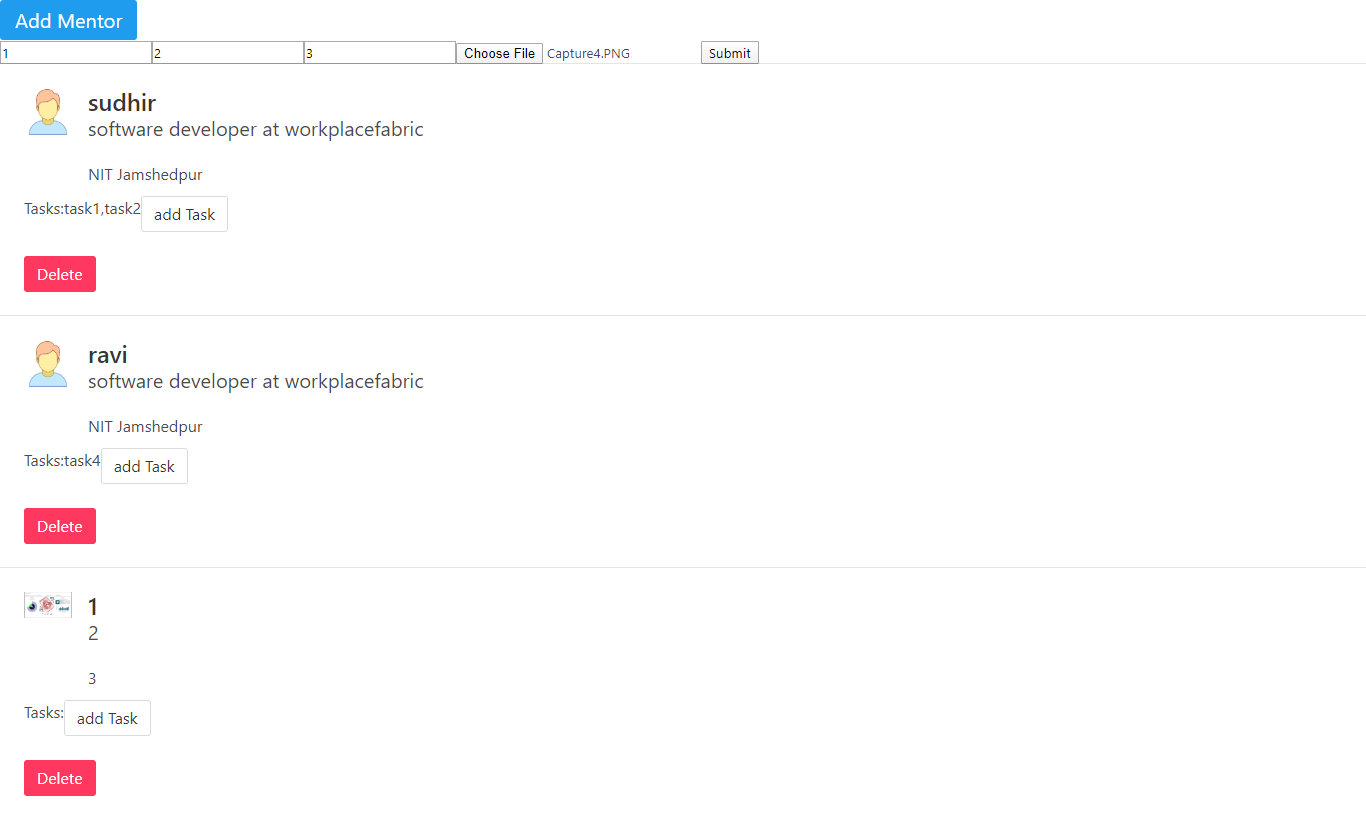 Add Mentor
1 2 3 Choose File Capture4.PNG Submit
sudhir
software developer at workplacefabric
NIT Jamshedpur
Tasks:task1,task2 add Task
Delete
ravi
software developer at workplacefabric
NIT Jamshedpur
Tasks:task4 add Task
Delete
1
2
3
Tasks: add Task
Delete